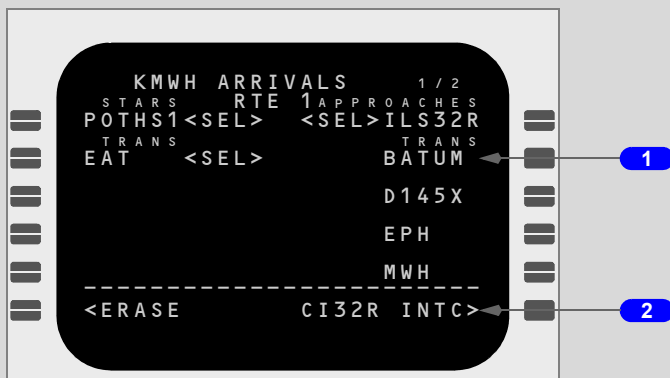 KMWH ARRIVALS 1/2
STARS RTE 1 APPROACHES
POTHS1<SEL> <SEL>ILS32R
TRANS TRANS
EAT <SEL> BATUM 1
D145X
EPH
MWH
------------------------
<ERASE CI32R INTC> 2